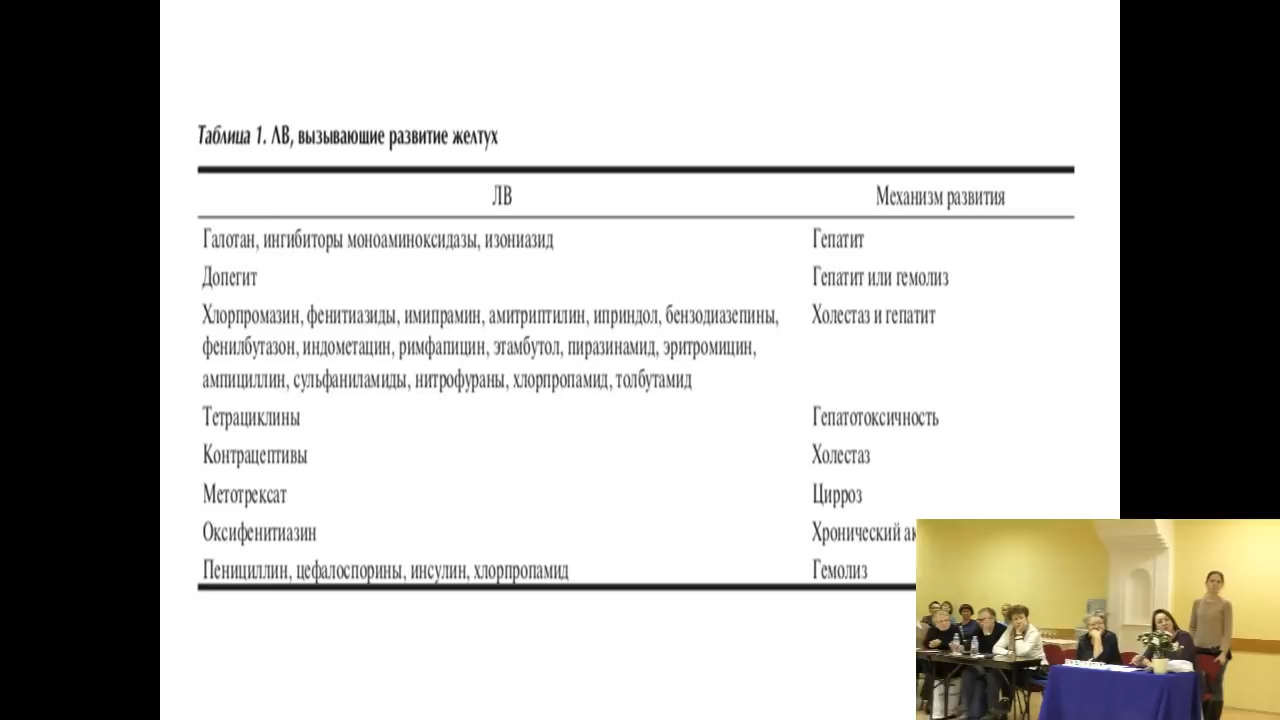 Таблица 1. ЛВ, вызывающие развитие желтух
ЛВ Механизм развития
Галотан, ингибиторы моноаминоксидазы, изониазид Гепатит
Допегит Гепатит или гемолиз
Хлорпромазин, фенитиазиды, имипрамин, амитриптилин, иприндол, бензодиазепины, Холестаз и гепатит
фенилбутазон, индометацин, римфапицин, этамбутол, пиразинамид, эритромицин,
ампициллин, сульфаниламиды, нитрофураны, хлорпропамид, толбутамид
Тетрациклины Гепатотоксичность
Контрацептивы Холестаз
Метотрексат Цирроз
Оксифенитиазин Хронический
Пенициллин, цефалоспорины, инсулин, хлорпропамид Гемолиз